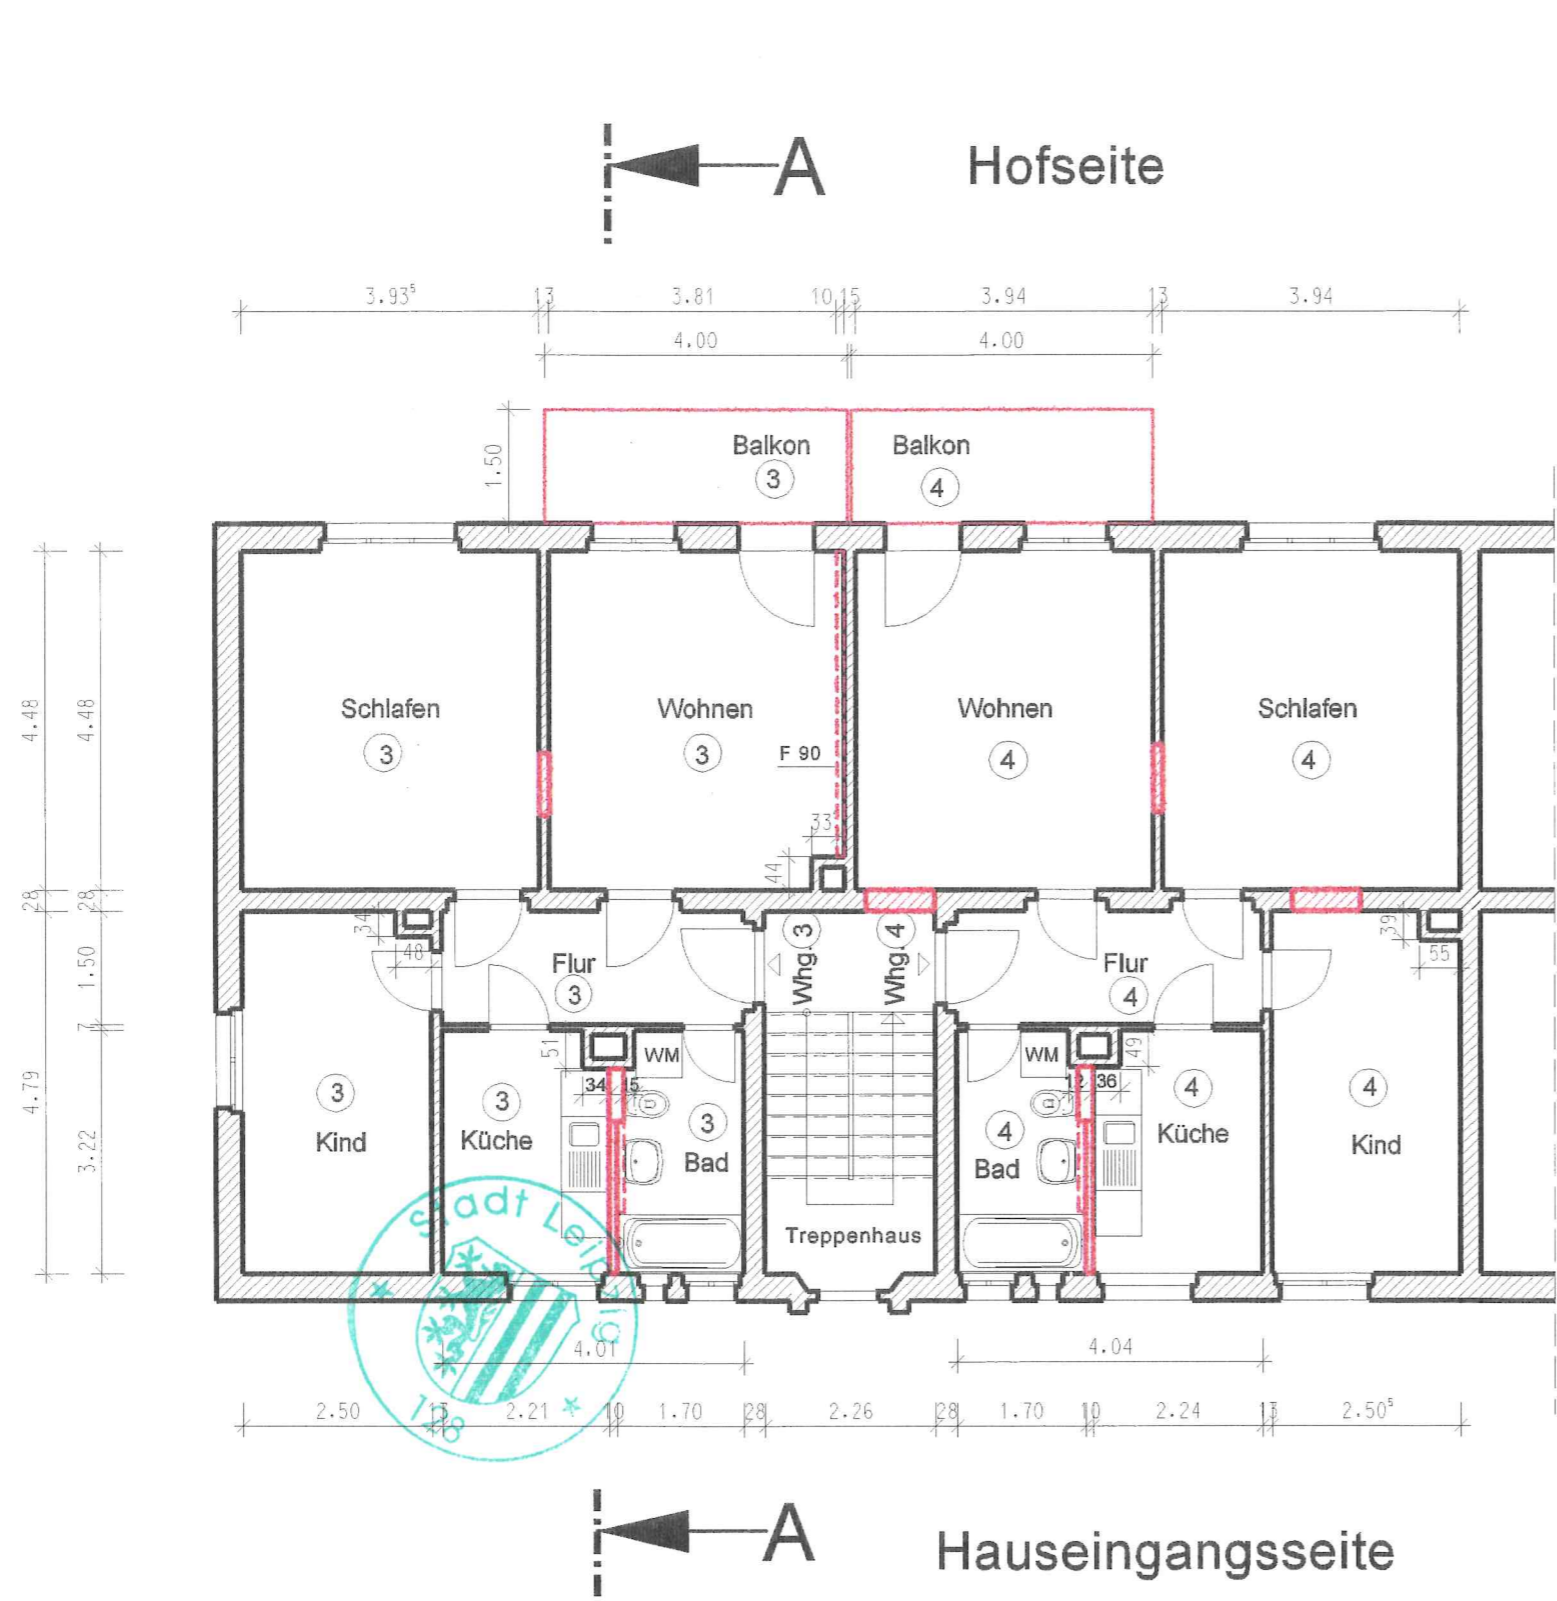 A
Hofseite
3.93⁵
13
3.81
10
15
3.94
13
3.94
4.00
4.00
1.50
Balkon
3
Balkon
4
4.48
4.48
Schlafen
3
Wohnen
3
F 90
Wohnen
4
Schlafen
4
33
44
28
28
34
48
Flur
3
Whg. 3
Whg. 4
Flur
4
39
55
1.50
7
51
WM
WM
49
34
15
12
36
4.79
3.22
3
Kind
3
Küche
3
Bad
4
Bad
4
Küche
4
Kind
Treppenhaus
Stadt Leipzig
128
4.01
4.04
2.50
13
2.21
10
1.70
28
2.26
28
1.70
10
2.24
13
2.50⁵
A
Hauseingangsseite